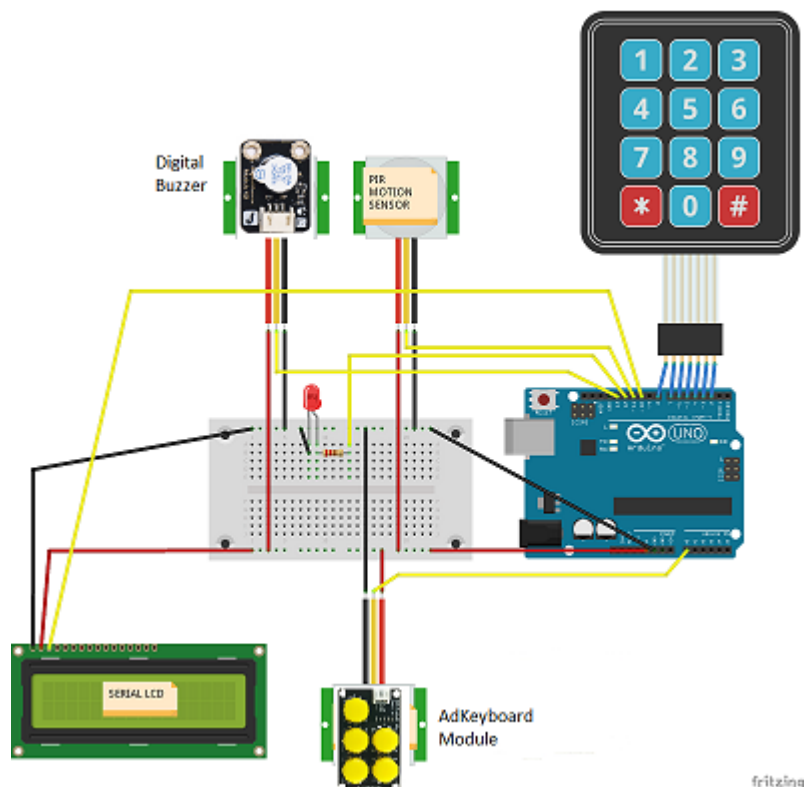 1 2 3
4 5 6
7 8 9
* 0 #
Digital
Buzzer
PIR
MOTION
SENSOR
UNO
SERIAL LCD
AdKeyboard
Module
fritzing